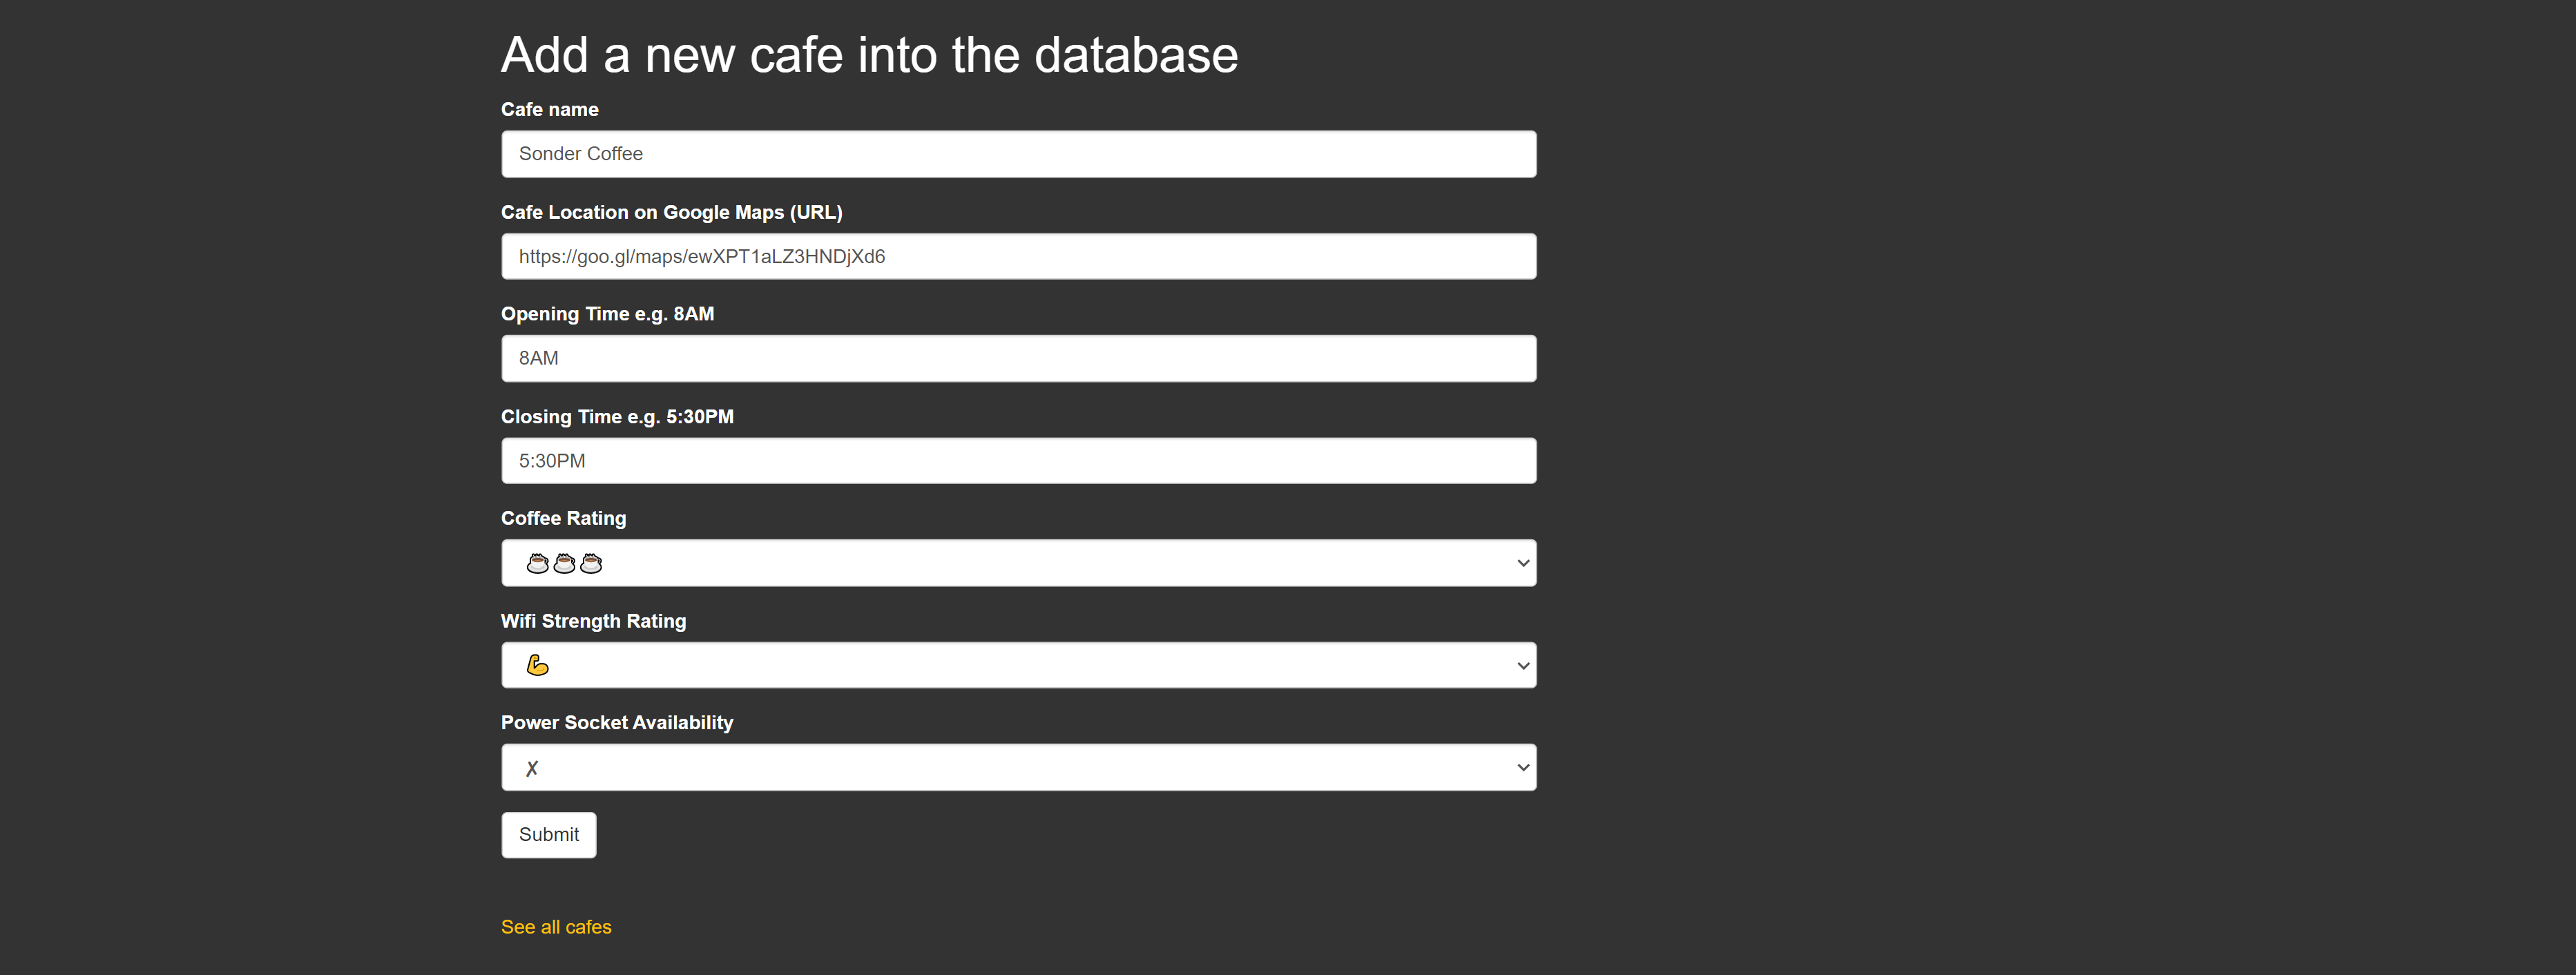 Add a new cafe into the database
Cafe name
Sonder Coffee
Cafe Location on Google Maps (URL)
https://goo.gl/maps/ewXPT1aLZ3HNDjXd6
Opening Time e.g. 8AM
8AM
Closing Time e.g. 5:30PM
5:30PM
Coffee Rating
☕☕☕
Wifi Strength Rating
💪
Power Socket Availability
✗
Submit
See all cafes